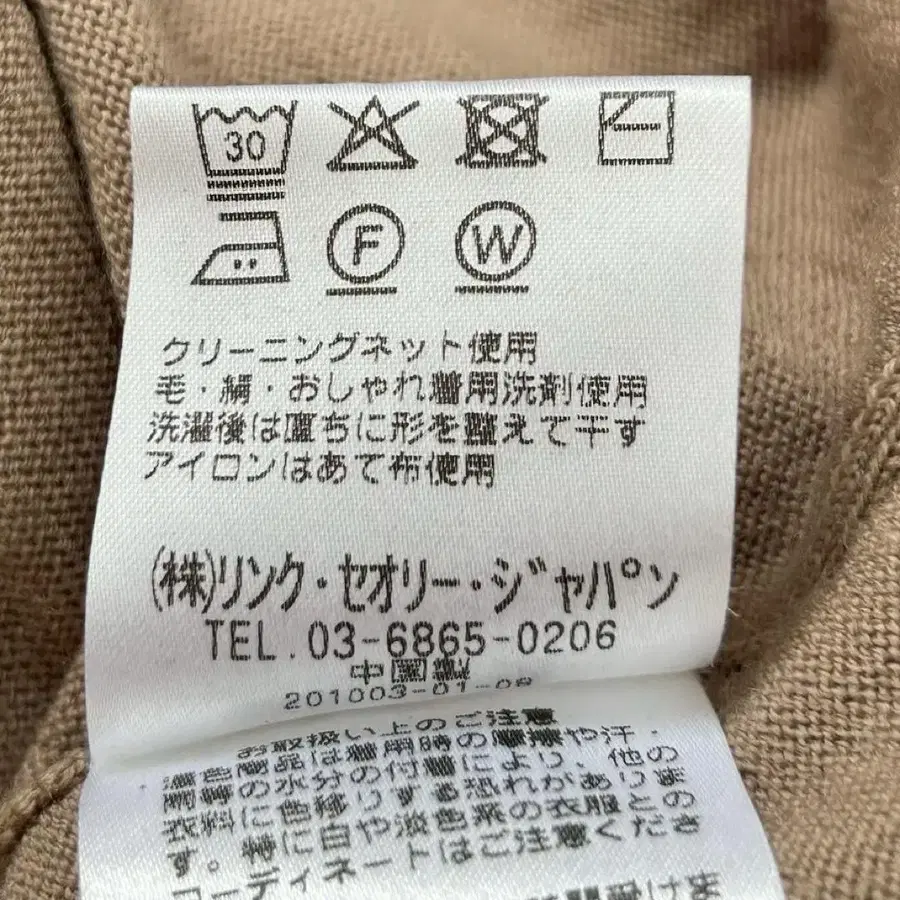 30
F W
クリーニングネット使用
毛・絹・おしゃれ着用洗剤使用
洗濯後は直ちに形を整えて干す
アイロンはあて布使用
(株)リンク・セオリー・ジャパン
TEL.03-6865-0206
中国製
201003-01-08
お取扱い上のご注意
濃色商品は着用時の摩擦や汗・
雨等の水分の付着により、他の
衣料に色移りする恐れがありま
す。特に白や淡色系の衣服との
コーディネートはご注意くださ